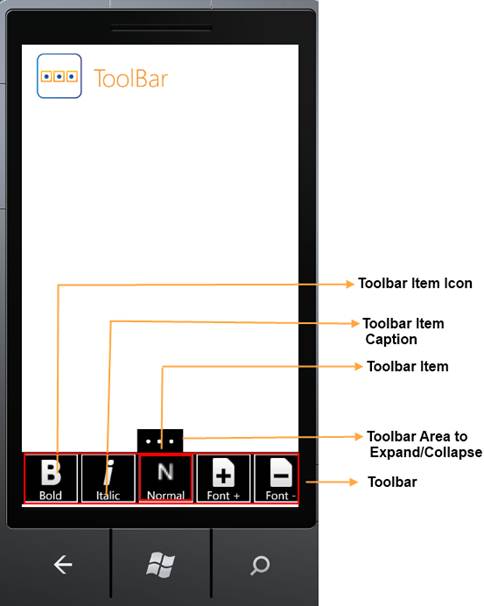 ToolBar
Toolbar Item Icon
Toolbar Item
Caption
Toolbar Item
Toolbar Area to
Expand/Collapse
Toolbar
B
i
N
Bold
Italic
Normal
Font +
Font -